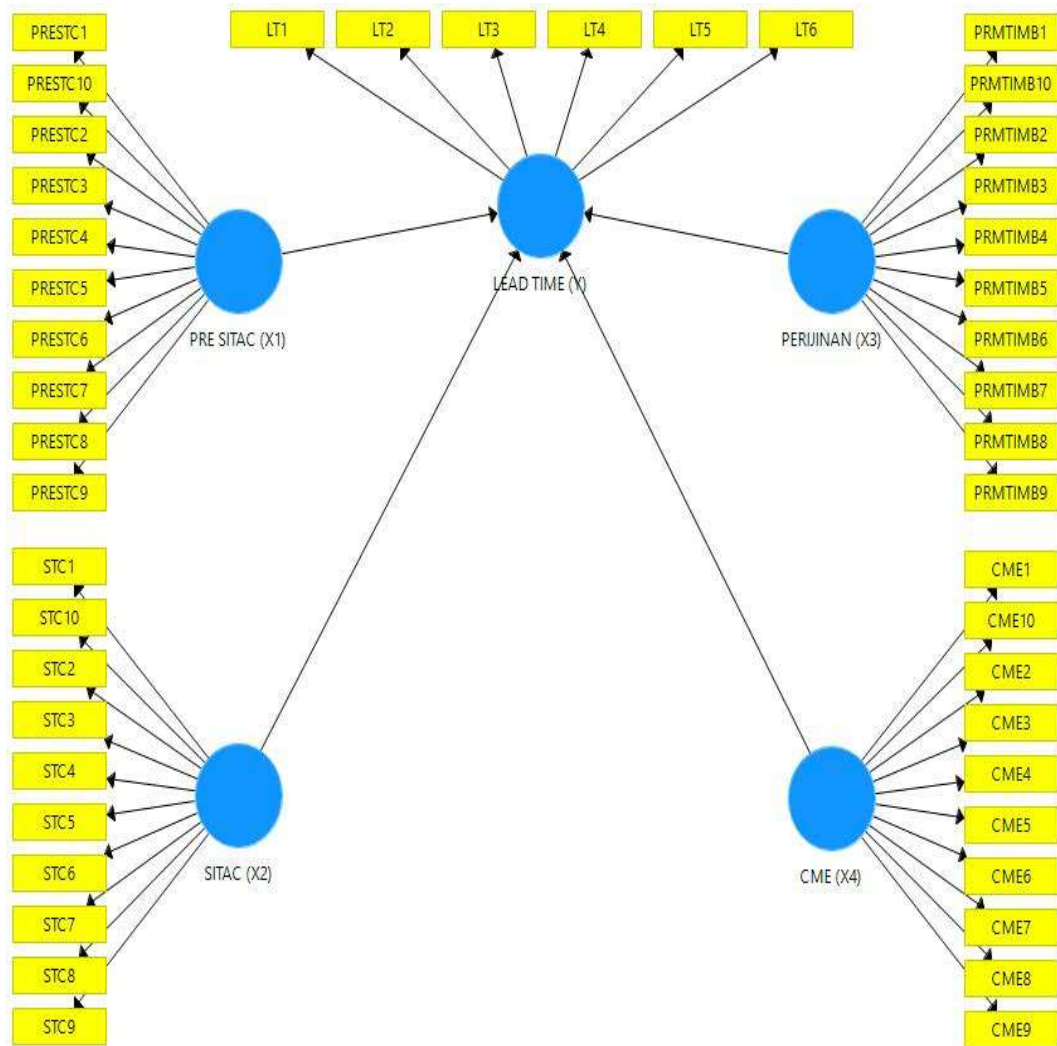 PRESTC1
PRESTC10
PRESTC2
PRESTC3
PRESTC4
PRESTC5
PRESTC6
PRESTC7
PRESTC8
PRESTC9
LT1
LT2
LT3
LT4
LT5
LT6
PRMTIMB1
PRMTIMB10
PRMTIMB2
PRMTIMB3
PRMTIMB4
PRMTIMB5
PRMTIMB6
PRMTIMB7
PRMTIMB8
PRMTIMB9
LEAD TIME (Y)
PRE SITAC (X1)
PERIJINAN (X3)
STC1
STC10
STC2
STC3
STC4
STC5
STC6
STC7
STC8
STC9
SITAC (X2)
CME (X4)
CME1
CME10
CME2
CME3
CME4
CME5
CME6
CME7
CME8
CME9